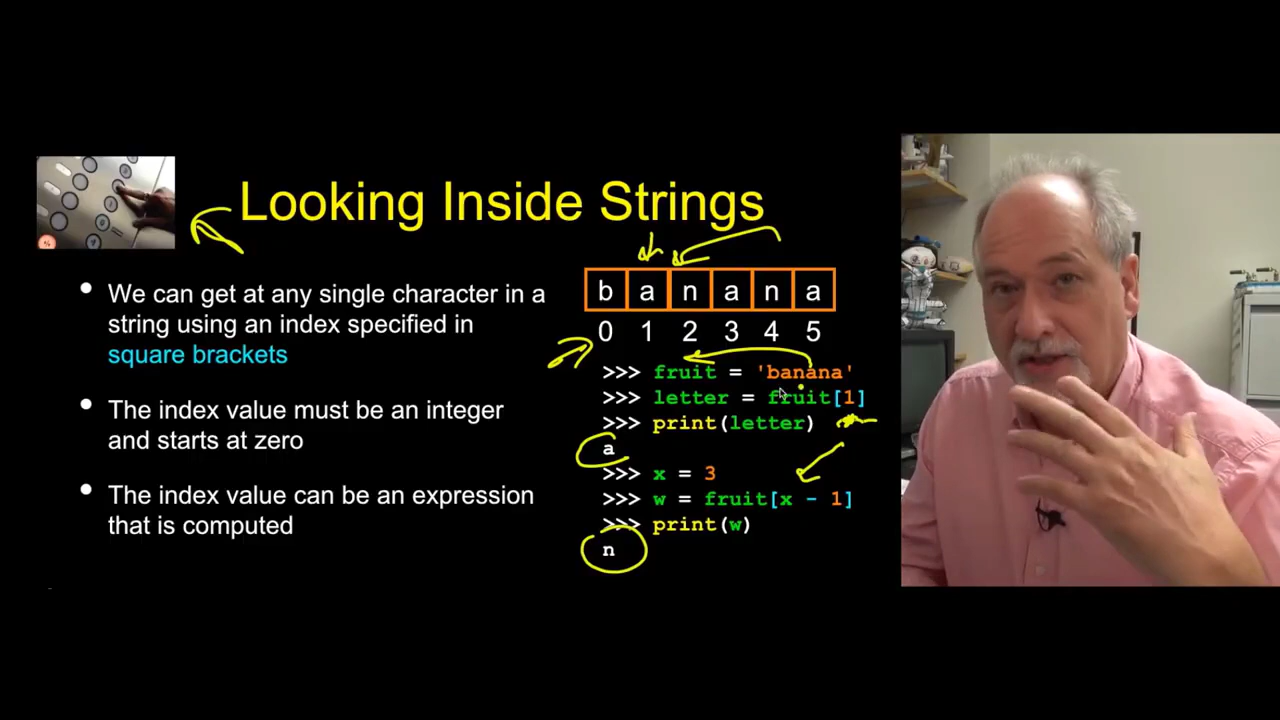 Looking Inside Strings
We can get at any single character in a
string using an index specified in
square brackets
The index value must be an integer
and starts at zero
The index value can be an expression
that is computed
b a n a n a
0 1 2 3 4 5
>>> fruit = 'banana'
>>> letter = fruit[1]
>>> print(letter)
a
>>> x = 3
>>> w = fruit[x - 1]
>>> print(w)
n